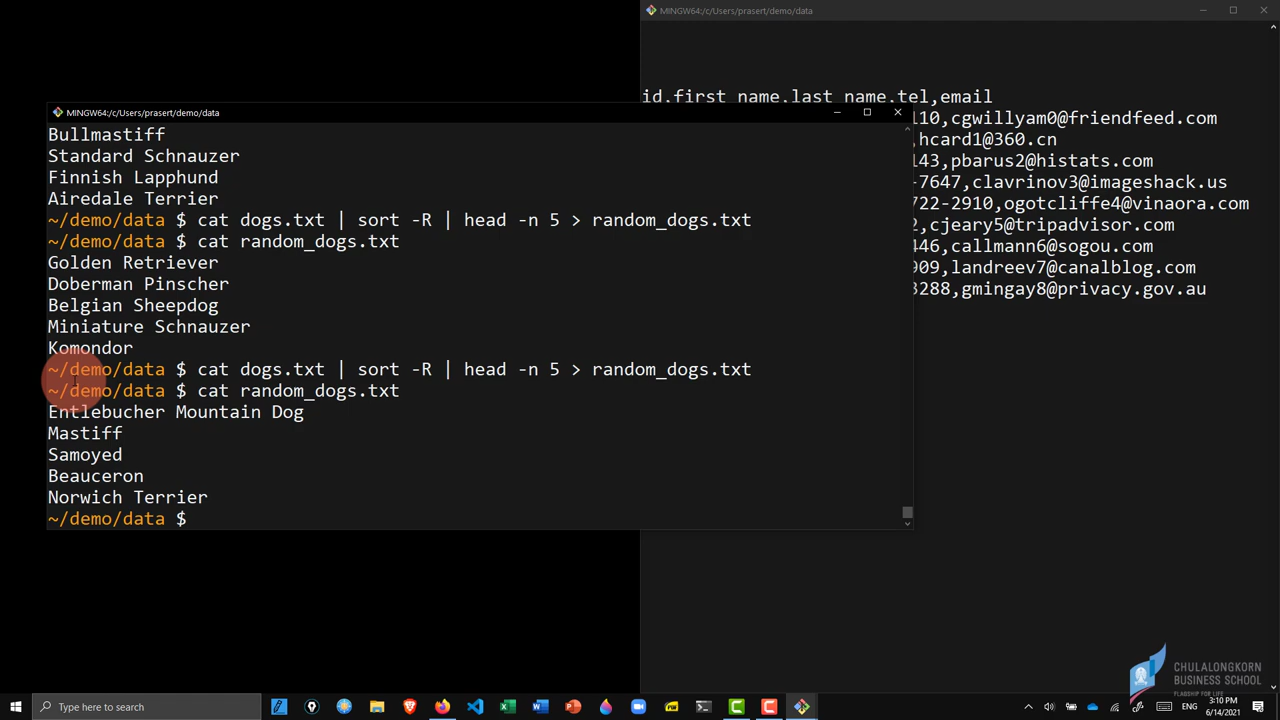 MINGW64:/c/Users/prasert/demo/data
id,first_name,last_name,tel,email
110, cgwillyam0@friendfeed.com
,hcard1@360.cn
143, pbarus2@histats.com
-7647,clavrinov3@imageshack.us
722-2910,ogotcliffe4@vinaora.com
2,cjeary5@tripadvisor.com
446,callmann6@sogou.com
909,landreev7@canalblog.com
3288,gmingay8@privacy.gov.au
MINGW64:/c/Users/prasert/demo/data
Bullmastiff
Standard Schnauzer
Finnish Lapphund
Airedale Terrier
~/demo/data $ cat dogs.txt | sort -R | head -n 5 > random_dogs.txt
~/demo/data $ cat random_dogs.txt
Golden Retriever
Doberman Pinscher
Belgian Sheepdog
Miniature Schnauzer
Komondor
~/demo/data $ cat dogs.txt | sort -R | head -n 5 > random_dogs.txt
~/demo/data $ cat random_dogs.txt
Entlebucher Mountain Dog
Mastiff
Samoyed
Beauceron
Norwich Terrier
~/demo/data $
CHULALONGKORN
BUSINESS SCHOOL
FLAGSHIP FOR LIFE
Type here to search
ENG
3:10 PM
6/14/2021